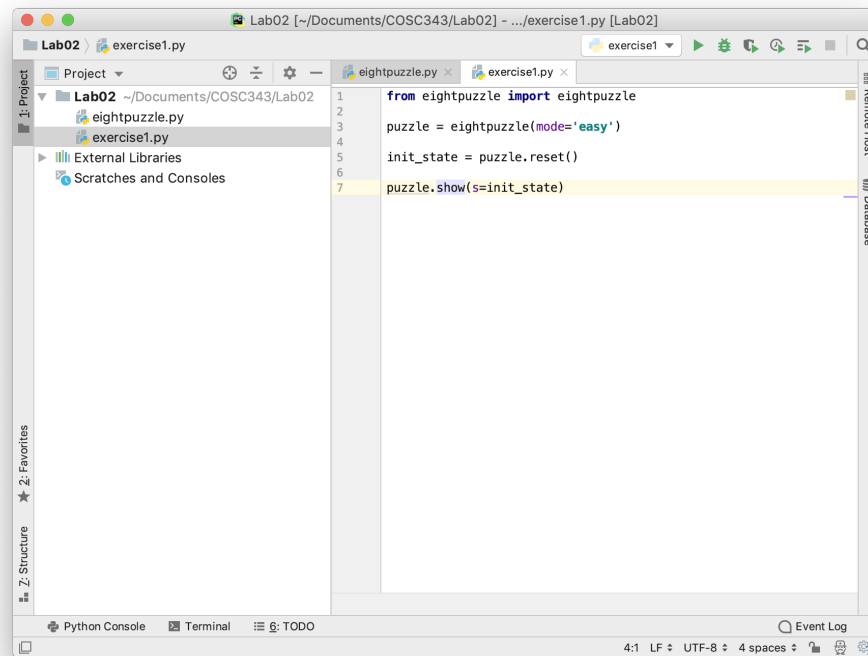 Lab02 [~/Documents/COSC343/Lab02] - .../exercise1.py [Lab02]
Lab02 exercise1.py
exercise1
1: Project
Project
Lab02 ~/Documents/COSC343/Lab02
eightpuzzle.py
exercise1.py
External Libraries
Scratches and Consoles
2: Favorites
Z: Structure
eightpuzzle.py exercise1.py
1 from eightpuzzle import eightpuzzle
2
3 puzzle = eightpuzzle(mode='easy')
4
5 init_state = puzzle.reset()
6
7 puzzle.show(s=init_state)
Remote Host
Database
Python Console Terminal 6: TODO Event Log
4:1 LF UTF-8 4 spaces